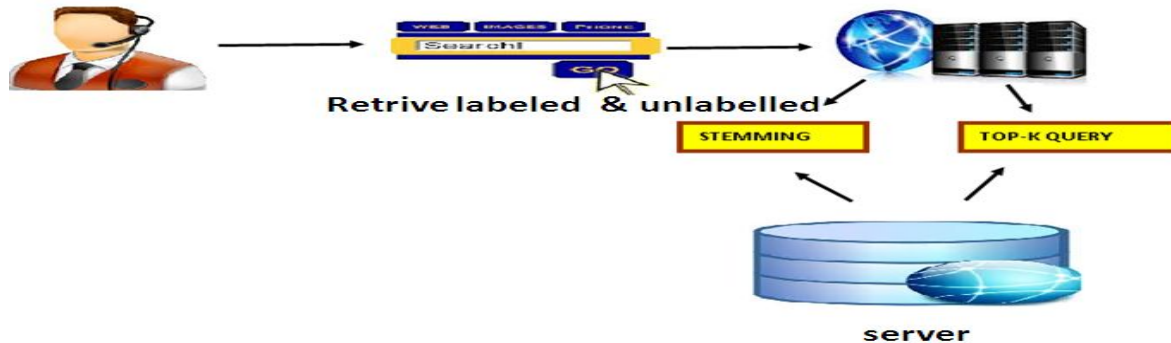 WEB IMAGES PHONE
Search!
GO
Retrive labeled & unlabelled
STEMMING
TOP-K QUERY
server